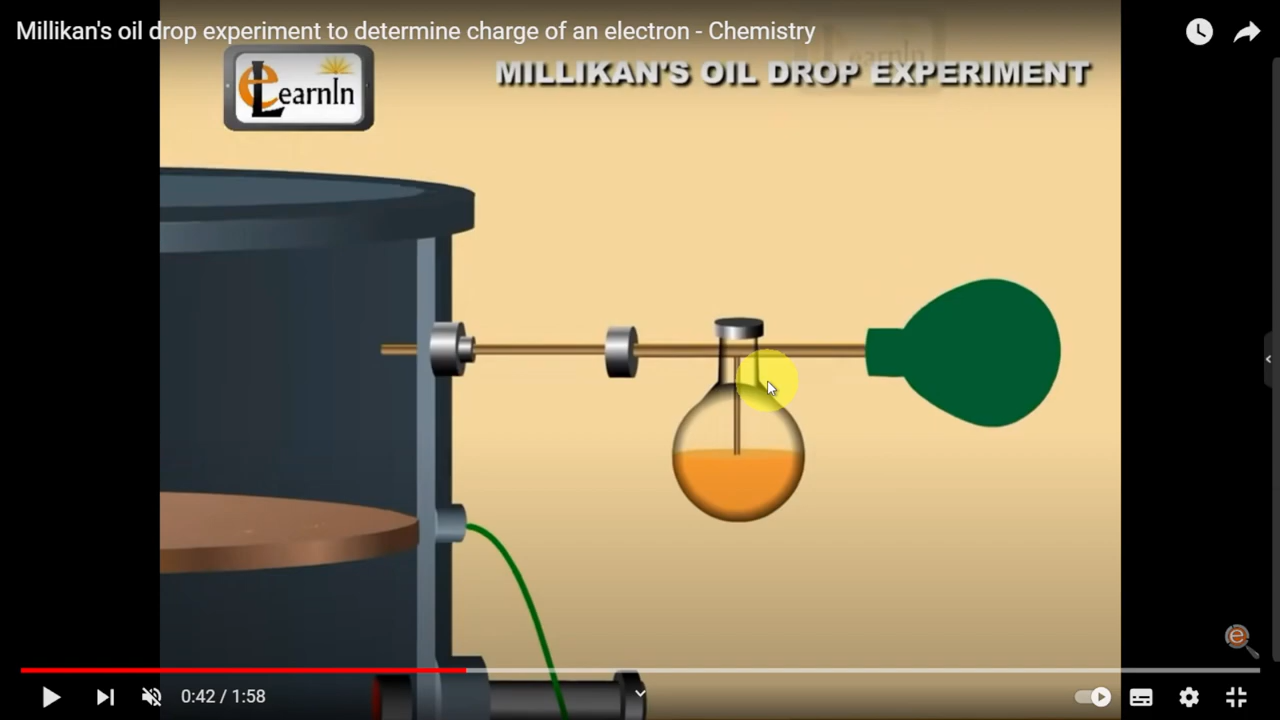 Millikan's oil drop experiment to determine charge of an electron - Chemistry
eLearnIn
MILLIKAN'S OIL DROP EXPERIMENT
0:42 / 1:58